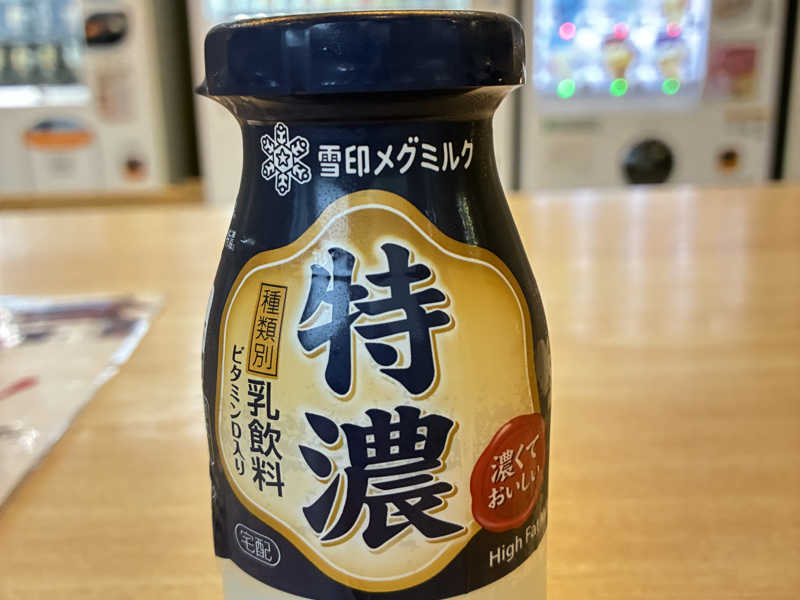 雪印メグミルク
特濃
種類別
乳飲料
ビタミンD入り
濃くて
おいしい
宅配
High